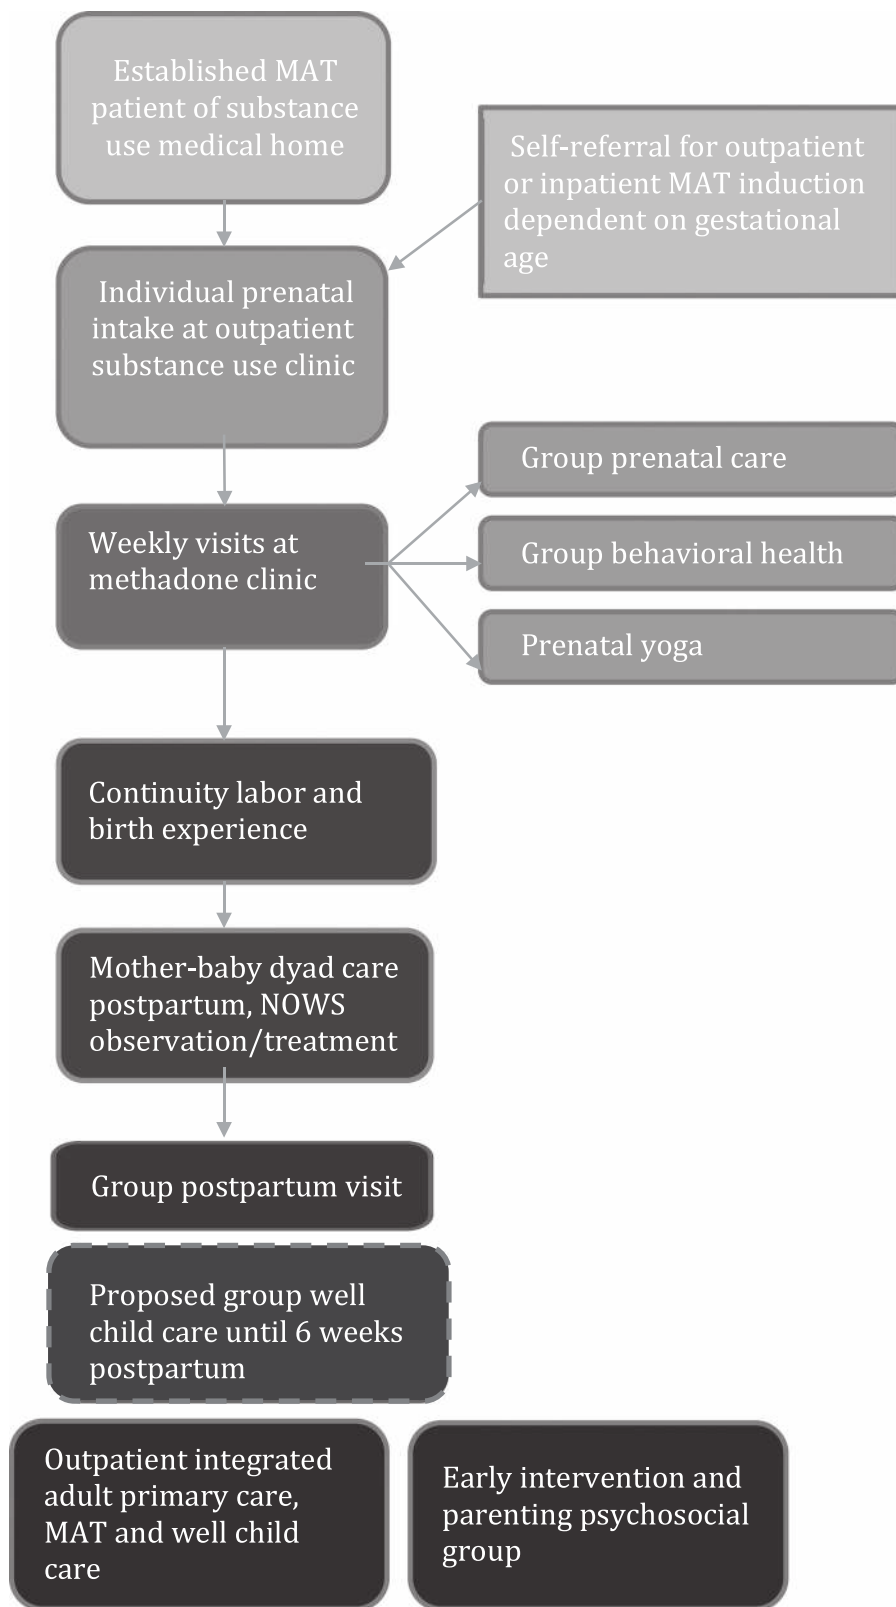 Established MAT
patient of substance
use medical home
Self-referral for outpatient
or inpatient MAT induction
dependent on gestational
age
Individual prenatal
intake at outpatient
substance use clinic
Weekly visits at
methadone clinic
Group prenatal care
Group behavioral health
Prenatal yoga
Continuity labor and
birth experience
Mother-baby dyad care
postpartum, NOWS
observation/treatment
Group postpartum visit
Proposed group well
child care until 6 weeks
postpartum
Outpatient integrated
adult primary care,
MAT and well child
care
Early intervention and
parenting psychosocial
group